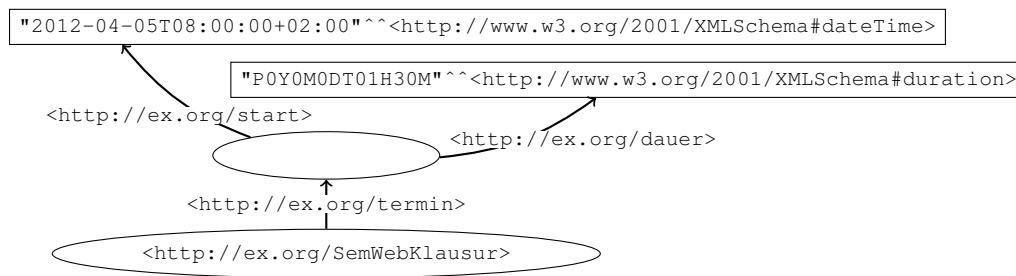 "2012-04-05T08:00:00+02:00"^^<http://www.w3.org/2001/XMLSchema#dateTime>
"P0Y0M0DT01H30M"^^<http://www.w3.org/2001/XMLSchema#duration>
<http://ex.org/start>
<http://ex.org/dauer>
<http://ex.org/termin>
<http://ex.org/SemWebKlausur>